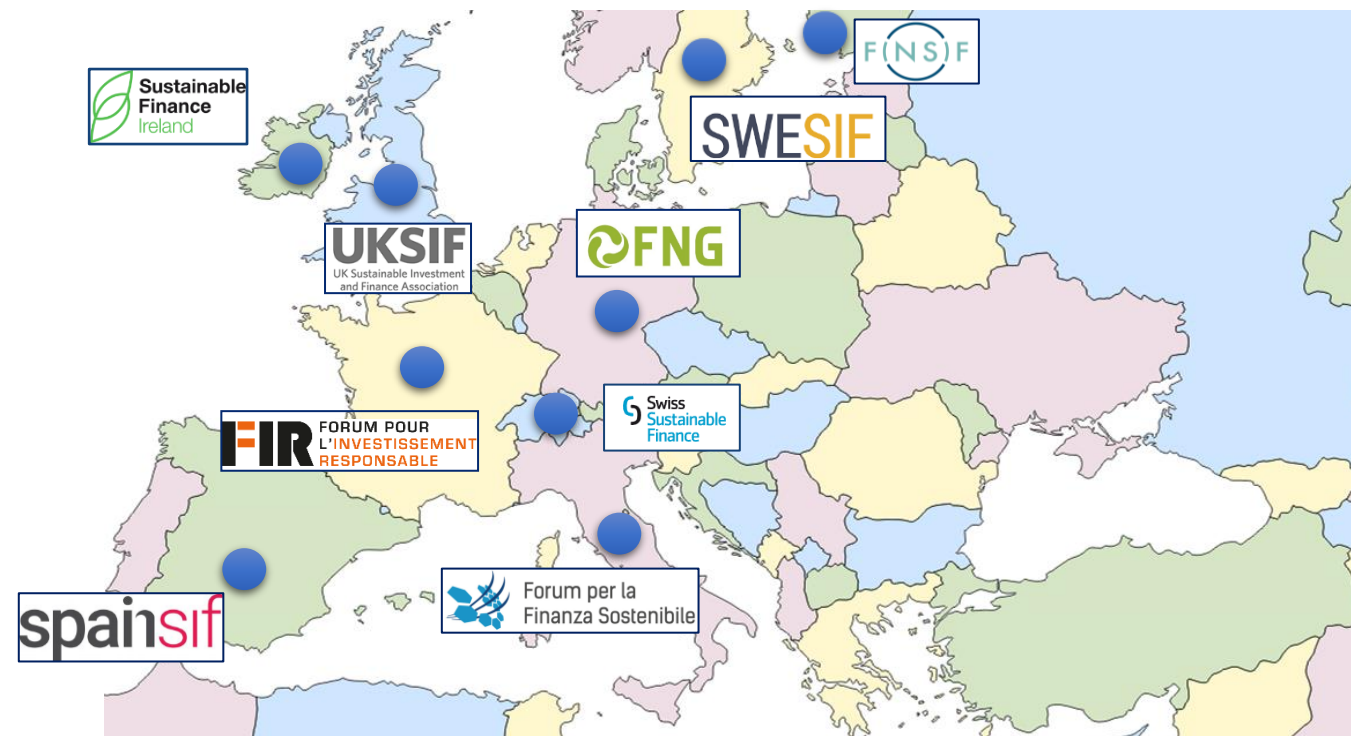 Sustainable
Finance
Ireland
F(NS)F
SWESIF
UKSIF
UK Sustainable Investment
and Finance Association
FNG
FIR
FORUM POUR
L'INVESTISSEMENT
RESPONSABLE
Swiss
Sustainable
Finance
Forum per la
Finanza Sostenibile
spainsif